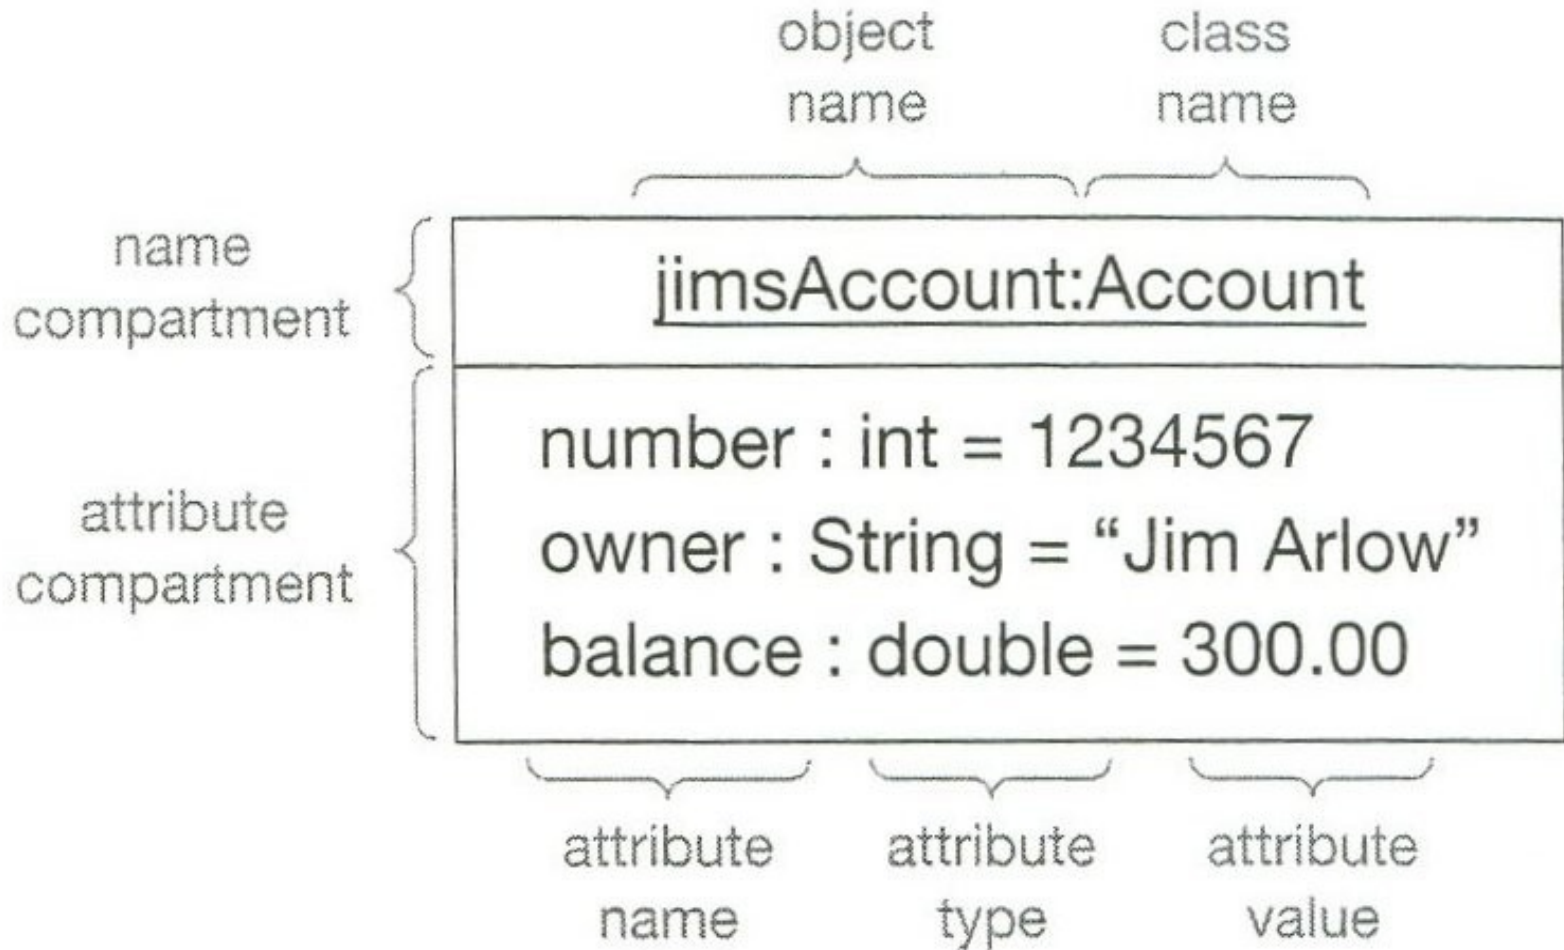 object
name
class
name
name
compartment
jimsAccount:Account
attribute
compartment
number : int = 1234567
owner : String = “Jim Arlow”
balance : double = 300.00
attribute
name
attribute
type
attribute
value